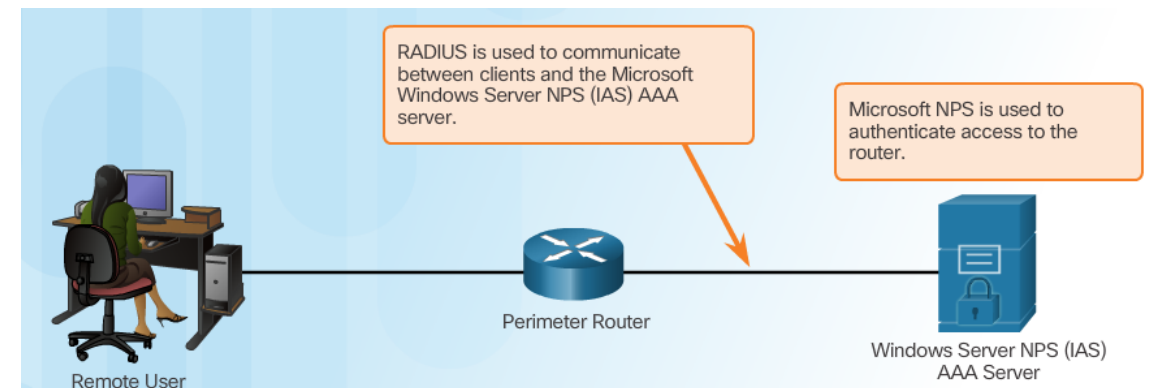 RADIUS is used to communicate
between clients and the Microsoft
Windows Server NPS (IAS) AAA
server.
Microsoft NPS is used to
authenticate access to the
router.
Perimeter Router
Windows Server NPS (IAS)
AAA Server
Remote User